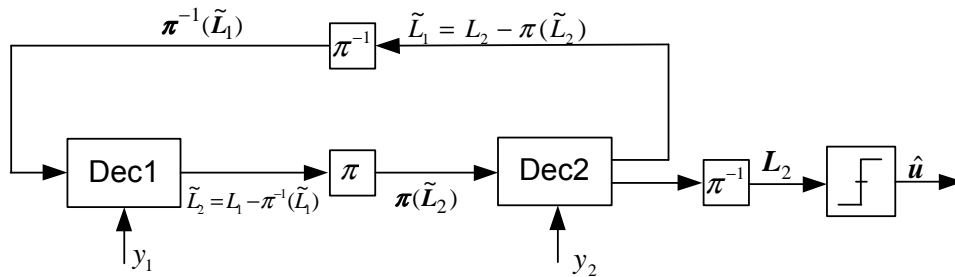 π⁻¹(L̃₁)
π⁻¹
L̃₁ = L₂ − π(L̃₂)
Dec1
L̃₂ = L₁ − π⁻¹(L̃₁)
π
π(L̃₂)
Dec2
π⁻¹
L₂
û
y₁
y₂